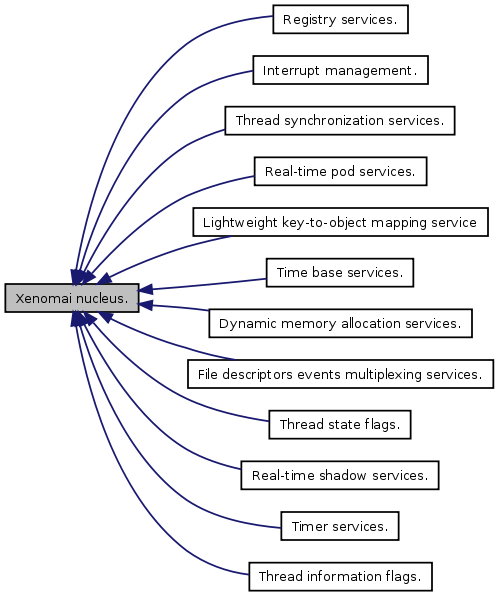 Registry services.
Interrupt management.
Thread synchronization services.
Real-time pod services.
Lightweight key-to-object mapping service
Time base services.
Xenomai nucleus.
Dynamic memory allocation services.
File descriptors events multiplexing services.
Thread state flags.
Real-time shadow services.
Timer services.
Thread information flags.